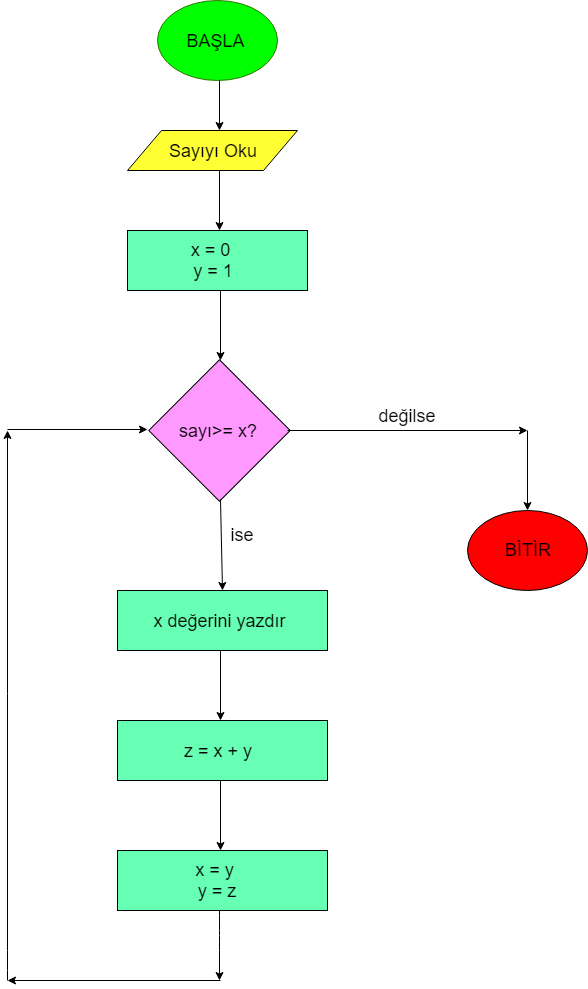 BAŞLA
Sayıyı Oku
x = 0
y = 1
sayı>= x?
değilse
ise
BİTİR
x değerini yazdır
z = x + y
x = y
y = z